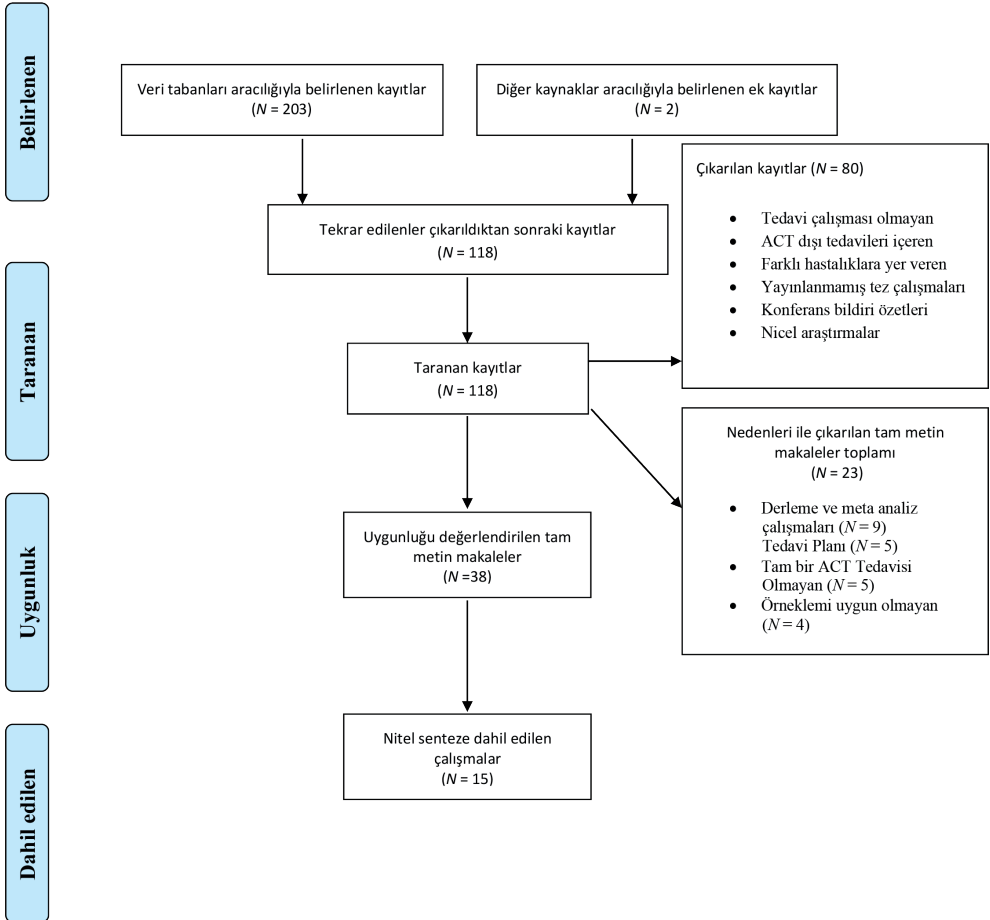 Belirlenen
Veri tabanları aracılığıyla belirlenen kayıtlar
(N = 203)
Diğer kaynaklar aracılığıyla belirlenen ek kayıtlar
(N = 2)
Tekrar edilenler çıkarıldıktan sonraki kayıtlar
(N = 118)
Çıkarılan kayıtlar (N = 80)
• Tedavi çalışması olmayan
• ACT dışı tedavileri içeren
• Farklı hastalıklara yer veren
• Yayınlanmamış tez çalışmaları
• Konferans bildiri özetleri
• Nicel araştırmalar
Taranan
Taranan kayıtlar
(N = 118)
Nedenleri ile çıkarılan tam metin
makaleler toplamı
(N = 23)
• Derleme ve meta analiz
çalışmaları (N = 9)
Tedavi Planı (N = 5)
• Tam bir ACT Tedavisi
Olmayan (N = 5)
• Örneklemi uygun olmayan
(N = 4)
Uygunluk
Uygunluğu değerlendirilen tam
metin makaleler
(N =38)
Dahil edilen
Nitel senteze dahil edilen
çalışmalar
(N = 15)